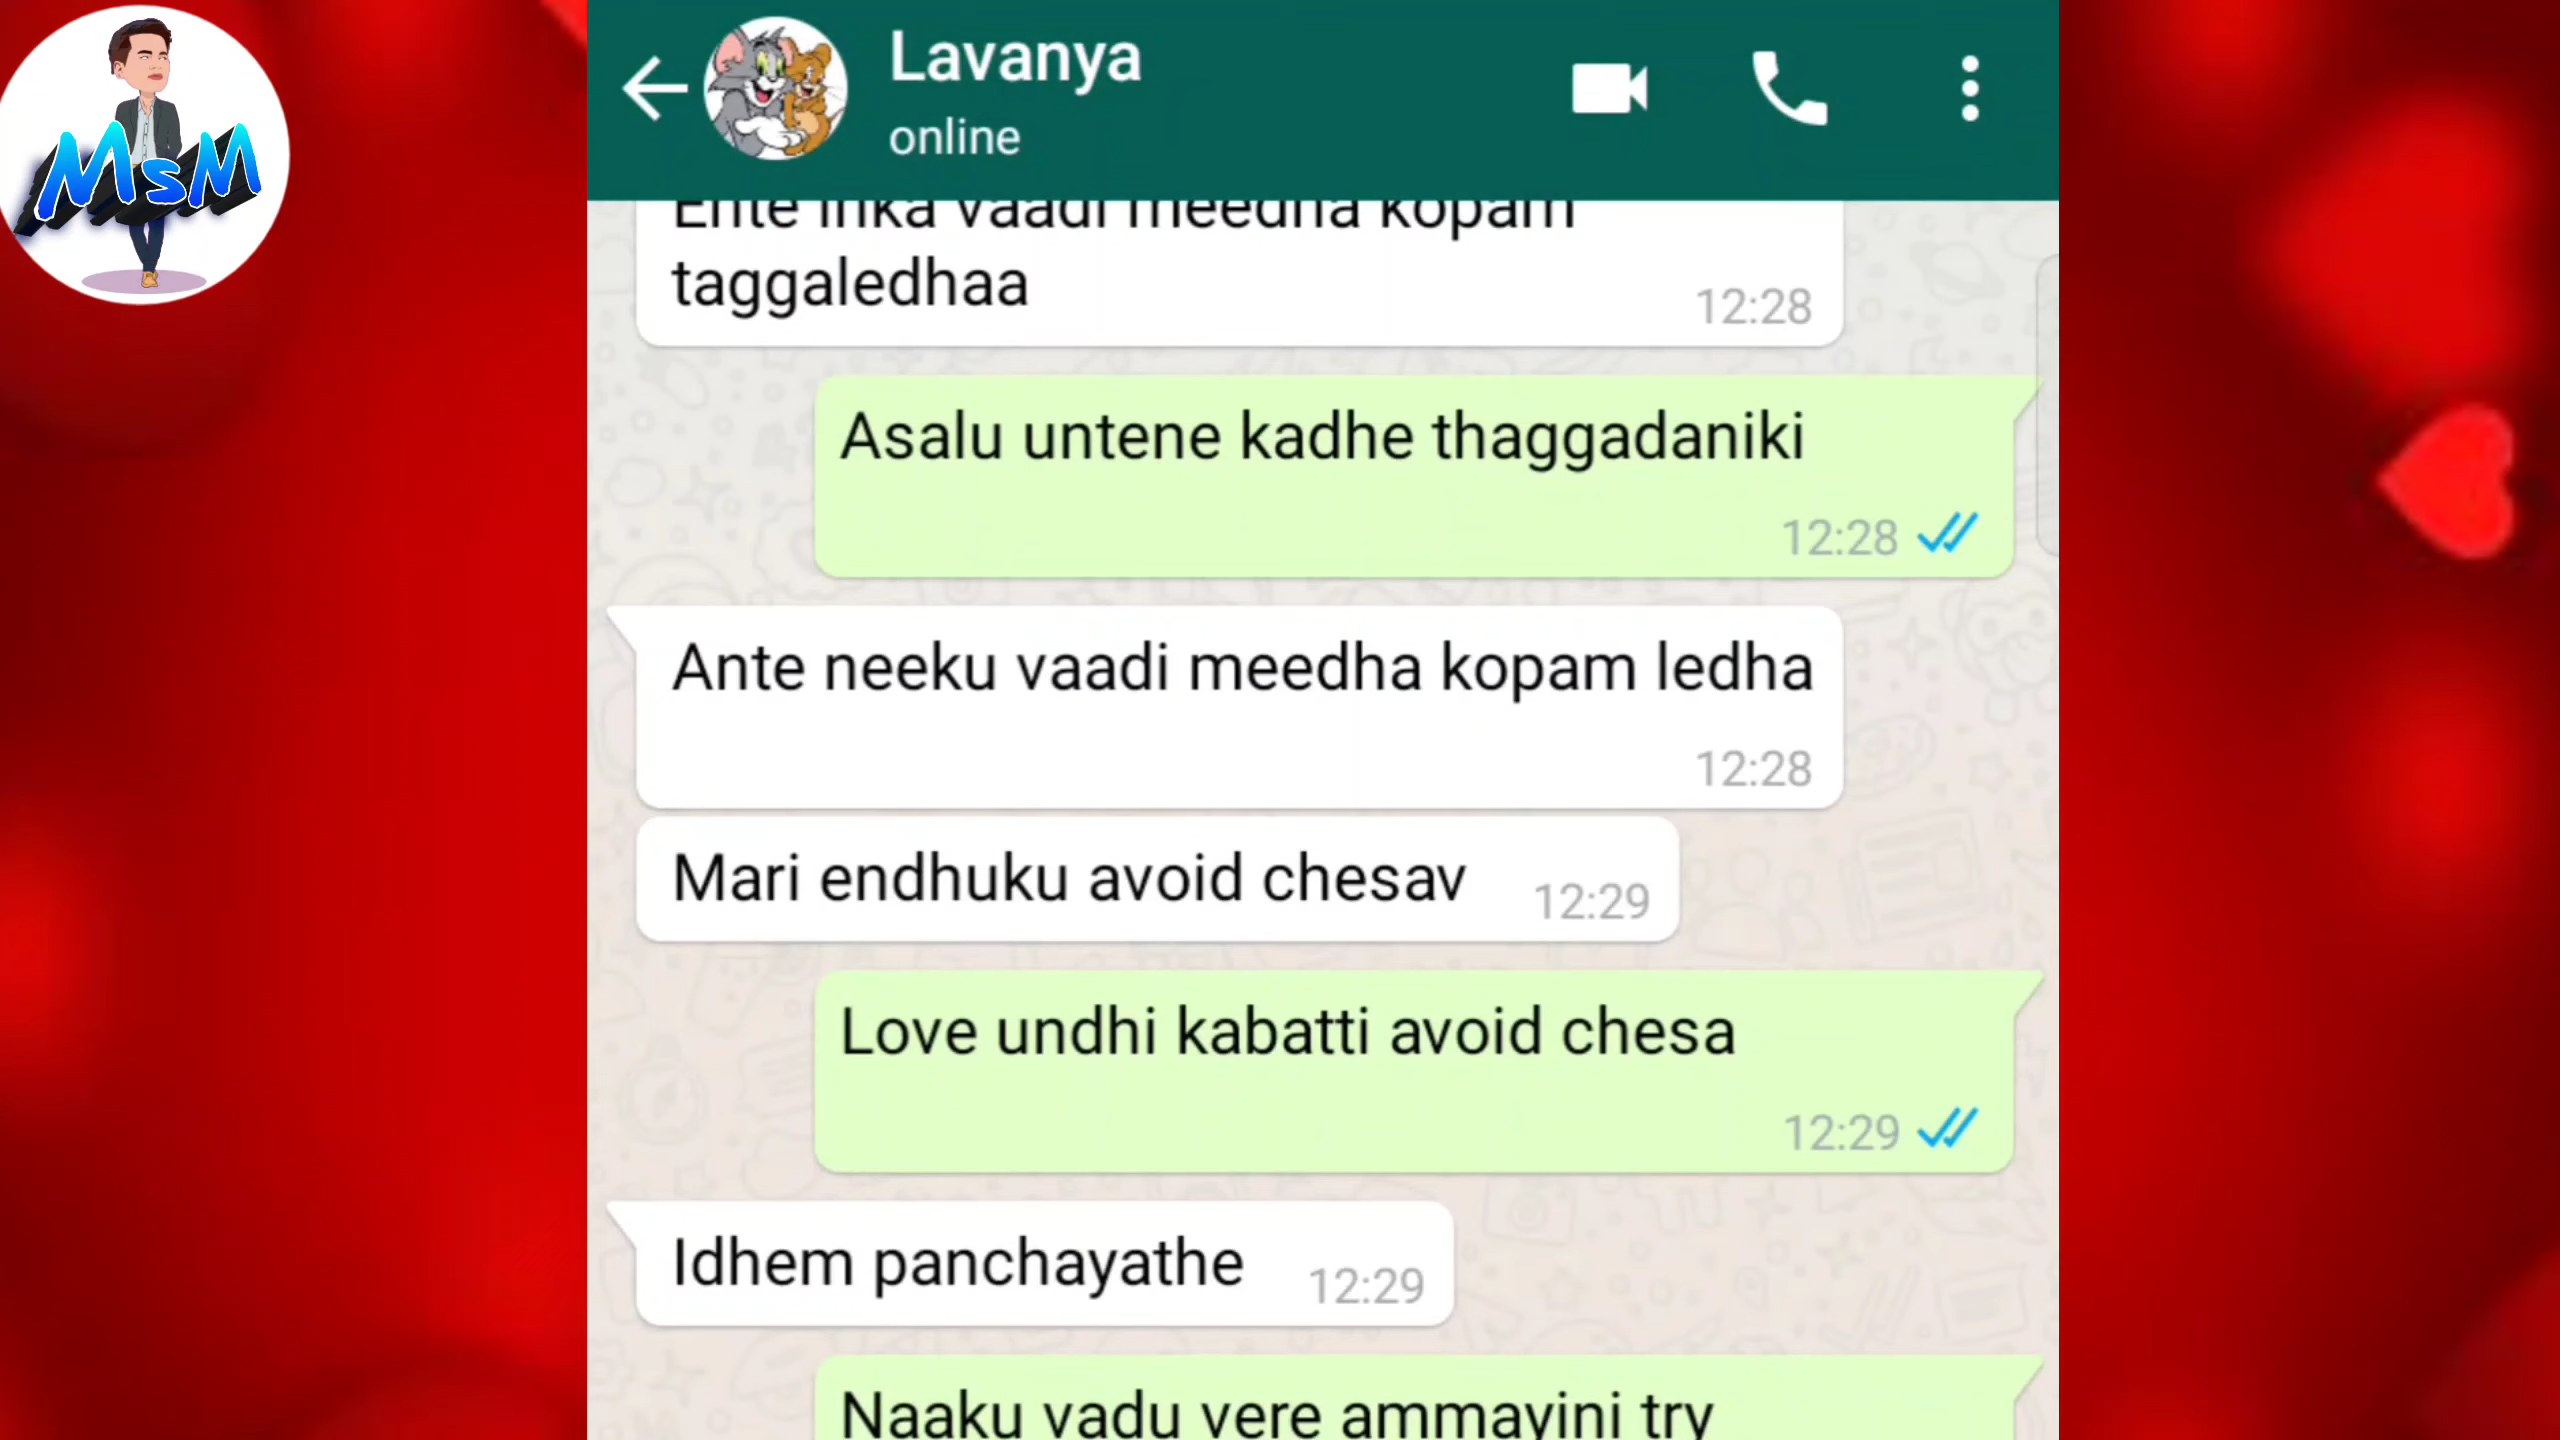 MsM
Lavanya
online
Ente inka vaadi meedha kopam
taggaledhaa
12:28
Asalu untene kadhe thaggadaniki
12:28
Ante neeku vaadi meedha kopam ledha
12:28
Mari endhuku avoid chesav 12:29
Love undhi kabatti avoid chesa
12:29
Idhem panchayathe 12:29
Naaku vadu vere ammayini try